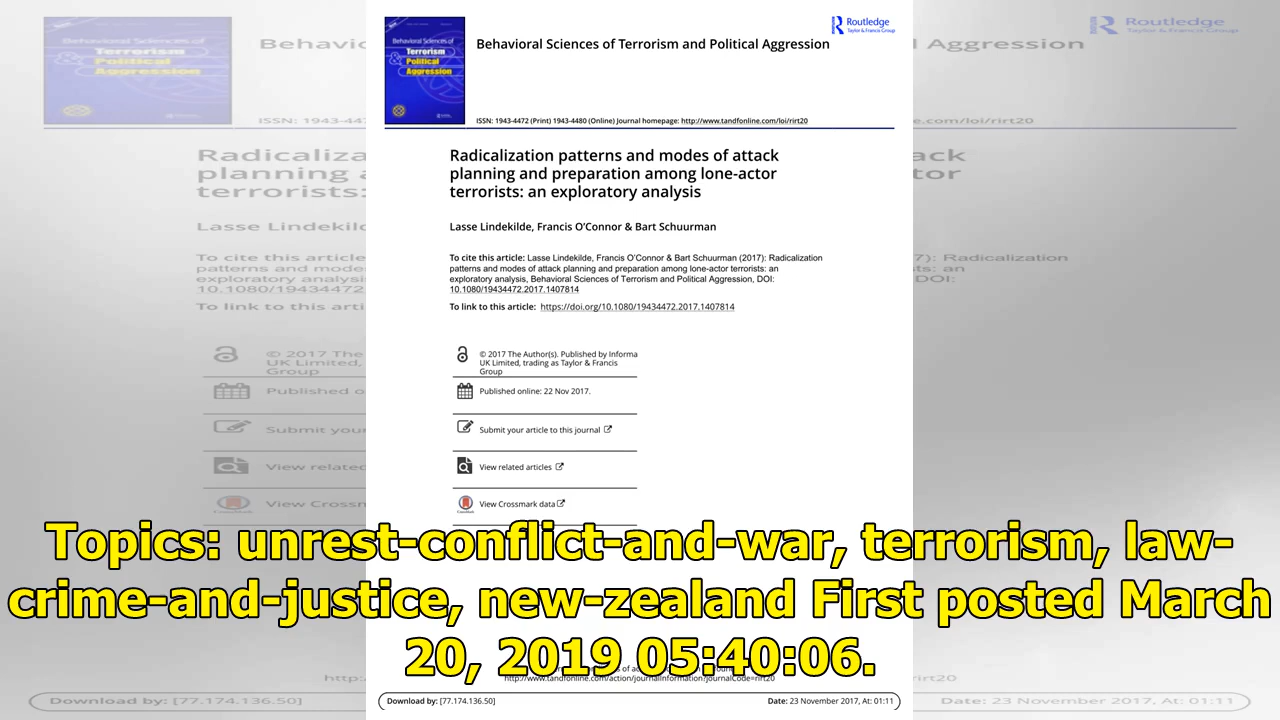 Behavioral Sciences of
Terrorism
& Political
Aggression
Routledge
Taylor & Francis Group
Behavioral Sciences of Terrorism and Political Aggression
ISSN: 1943-4472 (Print) 1943-4480 (Online) Journal homepage: http://www.tandfonline.com/loi/rirt20
Radicalization patterns and modes of attack
planning and preparation among lone-actor
terrorists: an exploratory analysis
Lasse Lindekilde, Francis O’Connor & Bart Schuurman
To cite this article: Lasse Lindekilde, Francis O’Connor & Bart Schuurman (2017): Radicalization
patterns and modes of attack planning and preparation among lone-actor terrorists: an
exploratory analysis, Behavioral Sciences of Terrorism and Political Aggression, DOI:
10.1080/19434472.2017.1407814
To link to this article: https://doi.org/10.1080/19434472.2017.1407814
© 2017 The Author(s). Published by Informa
UK Limited, trading as Taylor & Francis
Group
Published online: 22 Nov 2017.
Submit your article to this journal
View related articles
View Crossmark data
Topics: unrest-conflict-and-war, terrorism, law-
crime-and-justice, new-zealand First posted March
20, 2019 05:40:06.
http://www.tandfonline.com/action/journalInformation?journalCode=rirt20
Download by: [77.174.136.50]
Date: 23 November 2017, At: 01:11